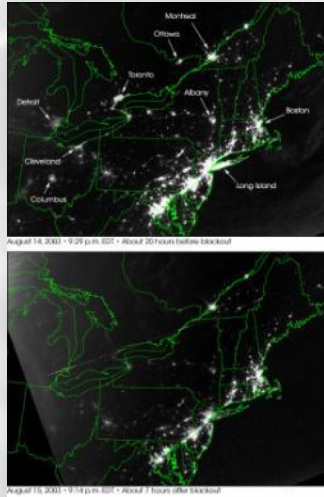 Montreal
Ottawa
Toronto
Albany
Detroit
Boston
Cleveland
Long Island
Columbus
August 14, 2003 • 9:29 p.m. EDT • About 20 hours before blackout
August 15, 2003 • 9:14 p.m. EDT • About 7 hours after blackout